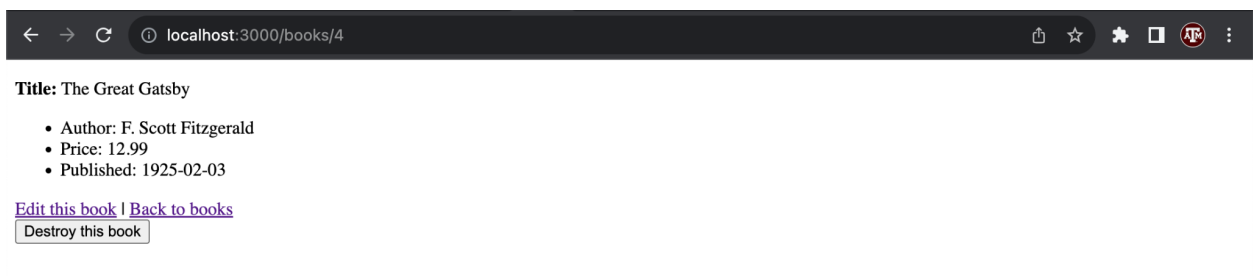 localhost:3000/books/4
ATM
Title: The Great Gatsby
• Author: F. Scott Fitzgerald
• Price: 12.99
• Published: 1925-02-03
Edit this book | Back to books
Destroy this book